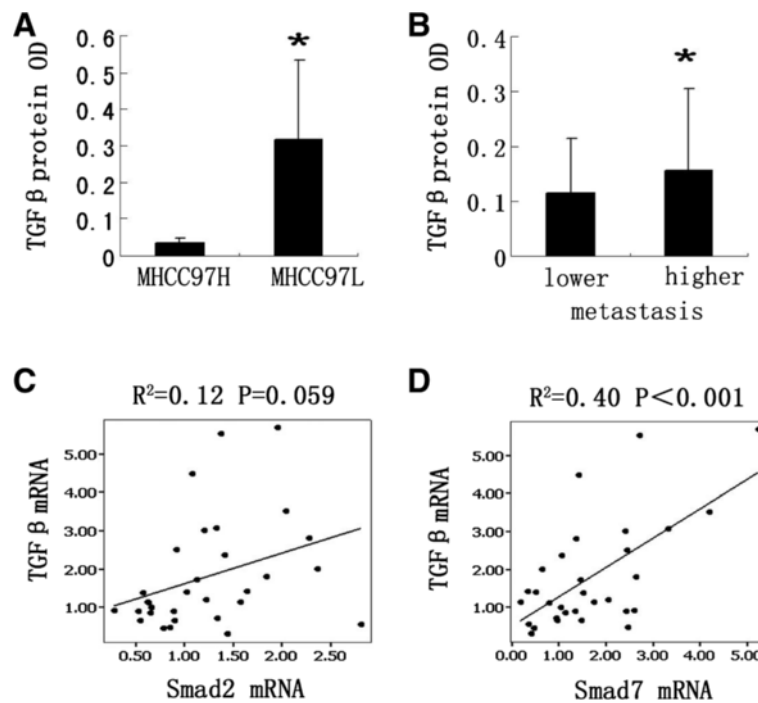 A
TGF β protein OD
0.6
0.5
0.4
0.3
0.2
0.1
0
*
MHCC97H MHCC97L
B
TGF β protein OD
0.4
0.3
0.2
0.1
0
*
lower higher
metastasis
C
R²=0.12 P=0.059
TGF β mRNA
5.00
4.00
3.00
2.00
1.00
0.50 1.00 1.50 2.00 2.50
Smad2 mRNA
D
R²=0.40 P<0.001
TGF β mRNA
5.00
4.00
3.00
2.00
1.00
0.00 1.00 2.00 3.00 4.00 5.0
Smad7 mRNA